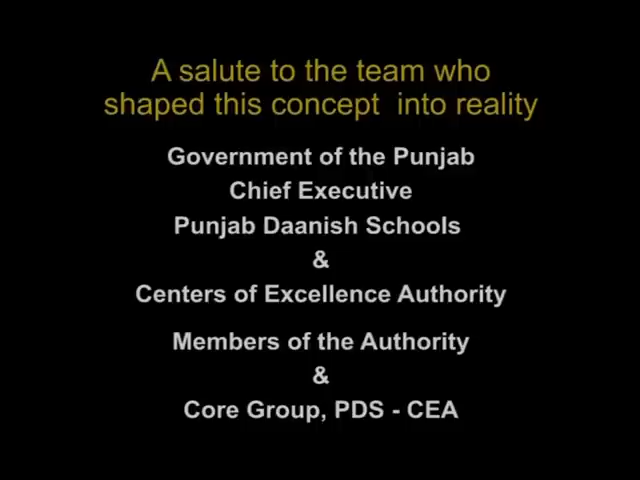 A salute to the team who
shaped this concept into reality
Government of the Punjab
Chief Executive
Punjab Daanish Schools
&
Centers of Excellence Authority
Members of the Authority
&
Core Group, PDS - CEA